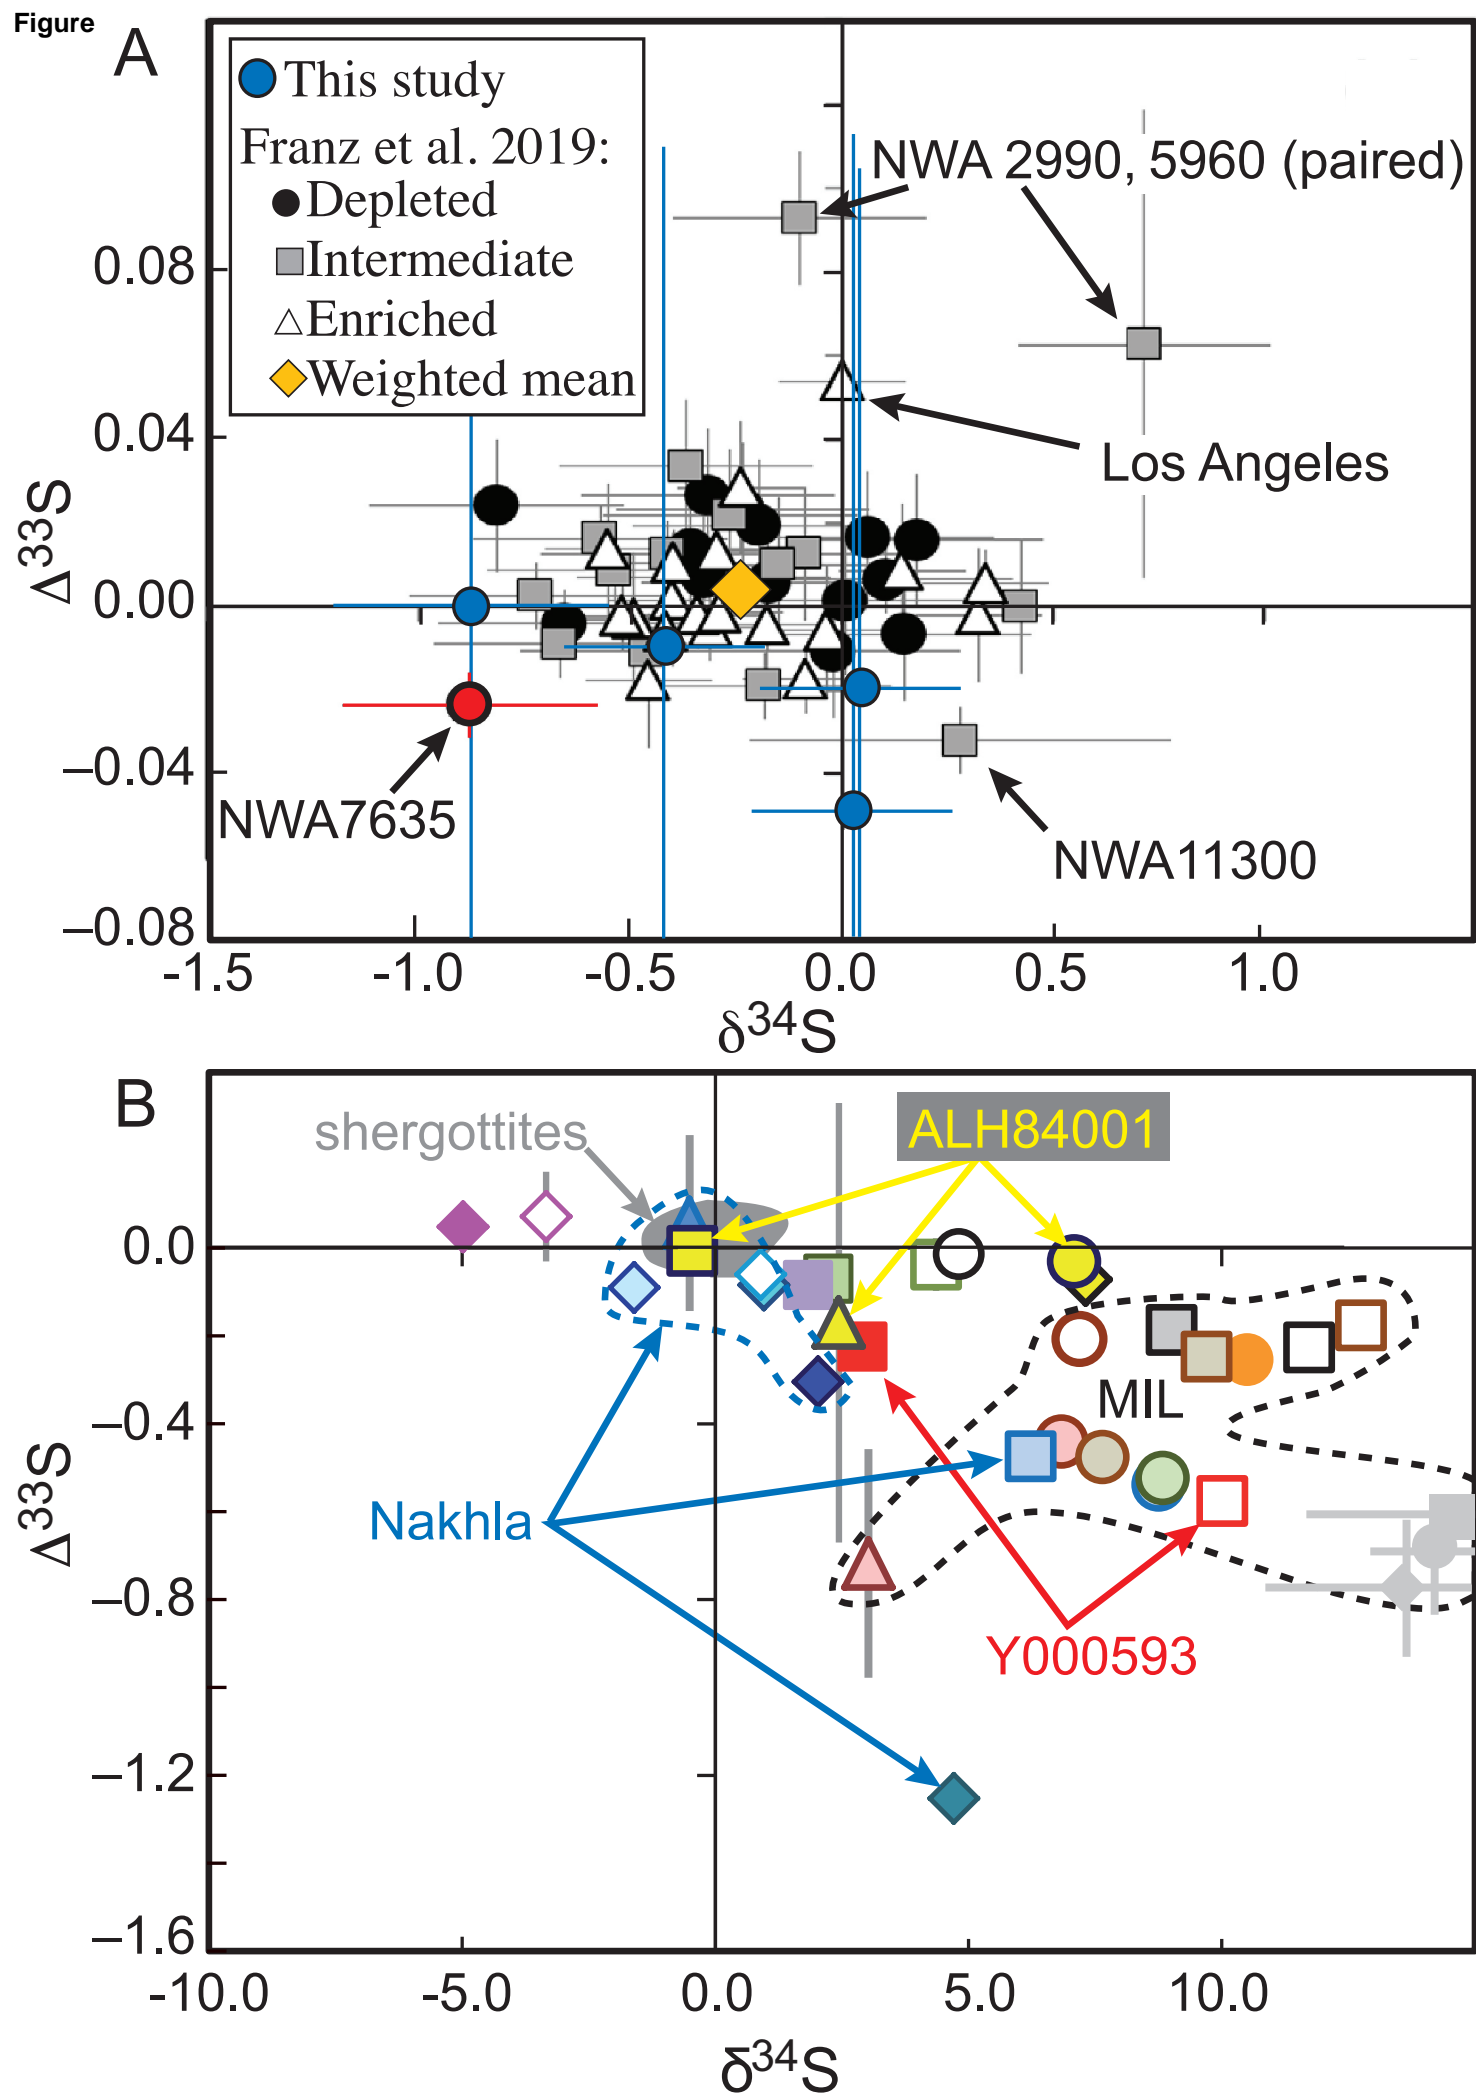 Figure
A
This study
Franz et al. 2019:
Depleted
Intermediate
Enriched
Weighted mean
NWA 2990, 5960 (paired)
Los Angeles
NWA7635
NWA11300
0.08
0.04
0.00
–0.04
–0.08
Δ³³S
-1.5 -1.0 -0.5 0.0 0.5 1.0
δ³⁴S
B
shergottites
ALH84001
MIL
Nakhla
Y000593
0.0
–0.4
–0.8
–1.2
–1.6
Δ³³S
-10.0 -5.0 0.0 5.0 10.0
δ³⁴S